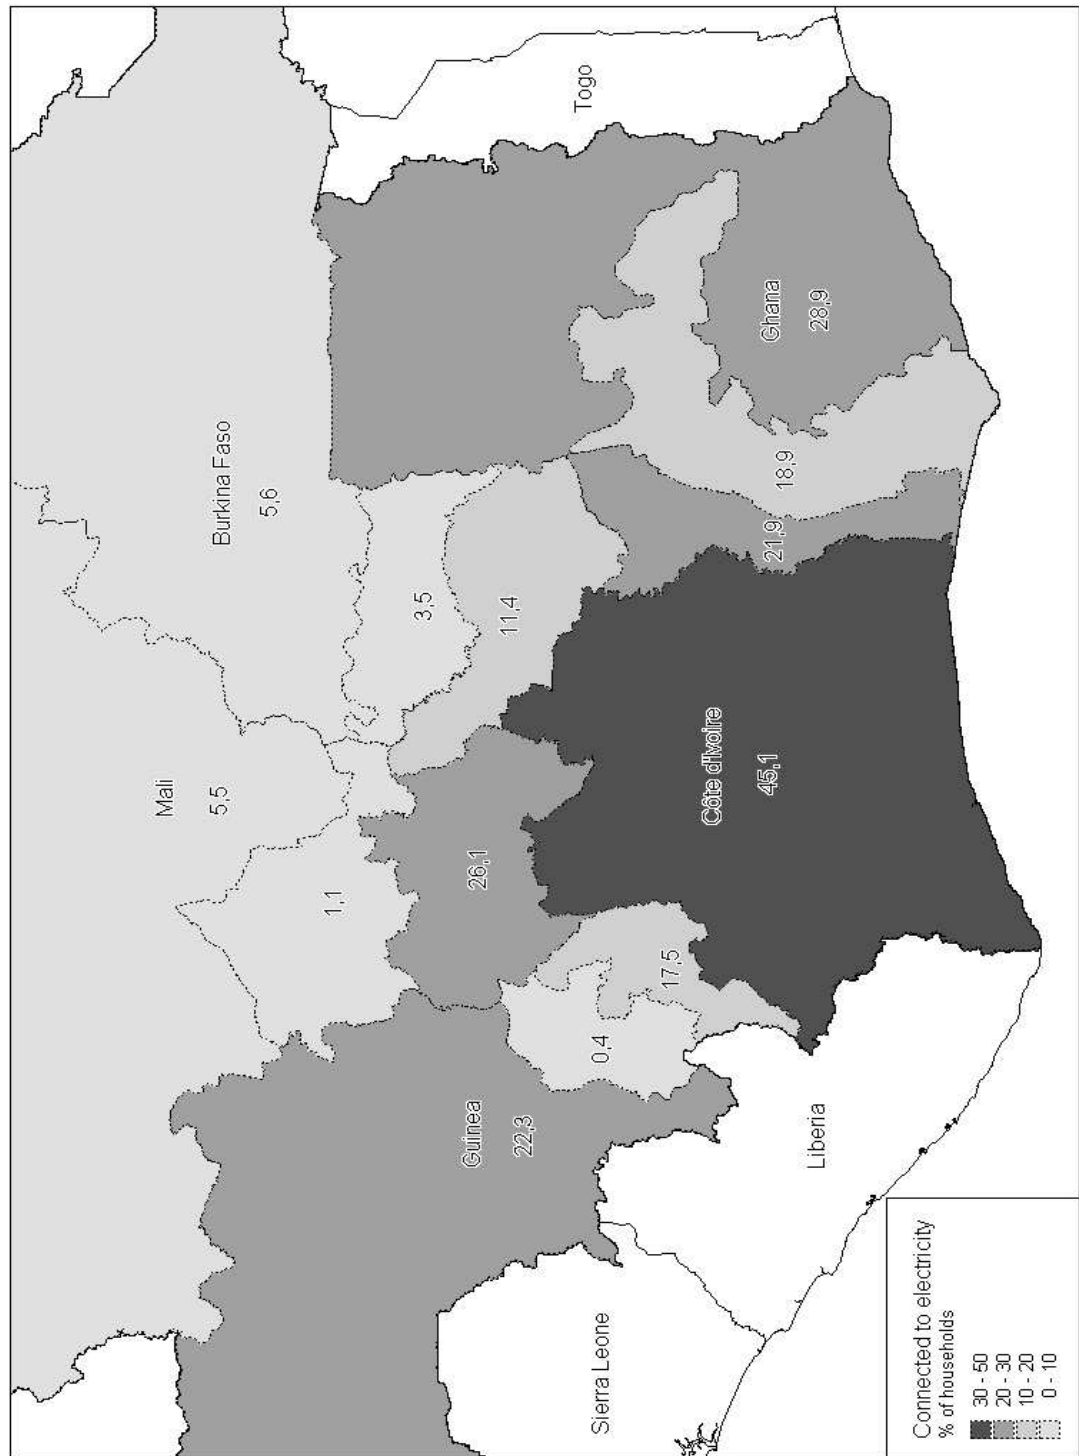 Mali
5,5
Burkina Faso
5,6
1,1
3,5
26,1
11,4
Togo
Guinea
22,3
0,4
17,5
Côte d'Ivoire
45,1
21,9
18,9
Ghana
28,9
Sierra Leone
Liberia
Connected to electricity
% of households
30 - 50
20 - 30
10 - 20
0 - 10